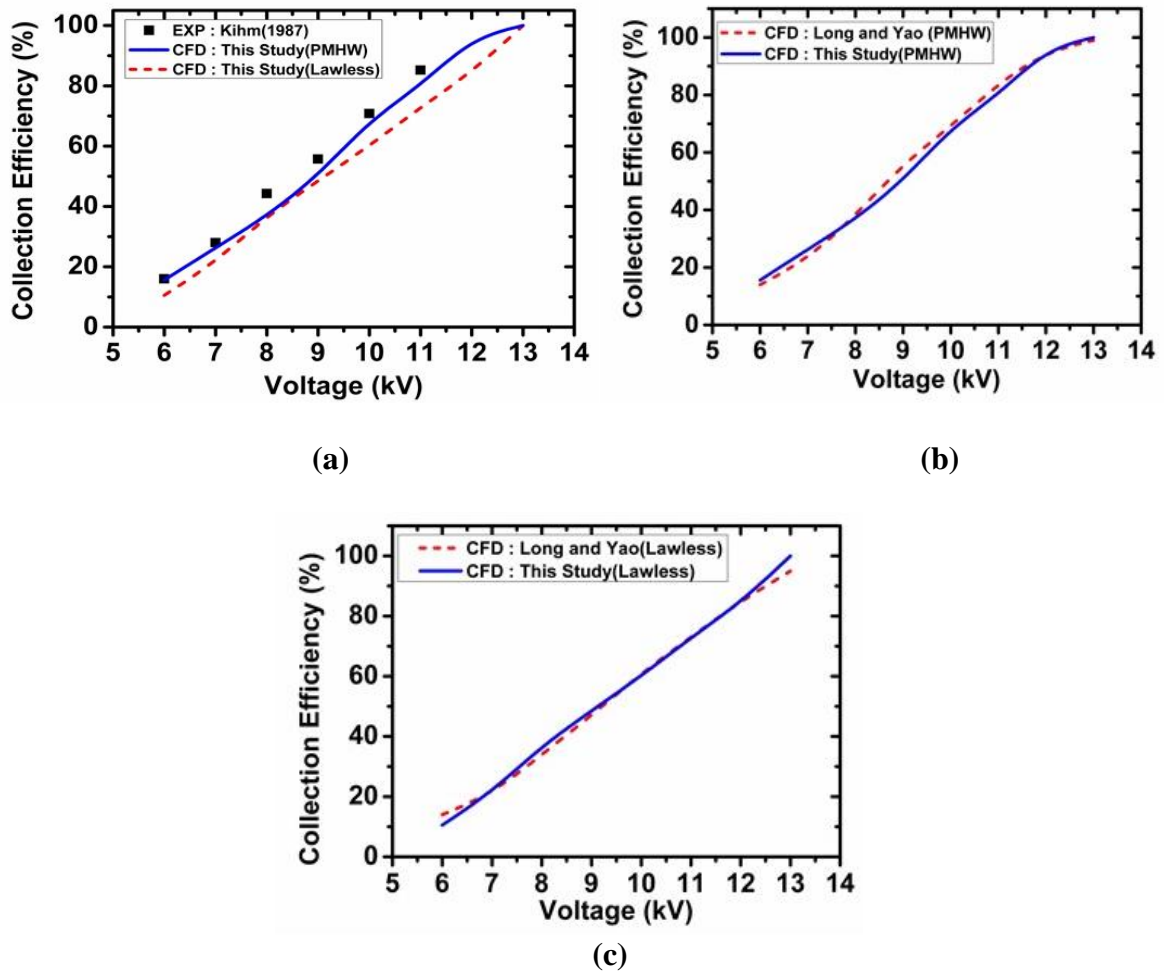 EXP : Kihm(1987)
CFD : This Study(PMHW)
CFD : This Study(Lawless)
Collection Efficiency (%)
100
80
60
40
20
0
5 6 7 8 9 10 11 12 13 14
Voltage (kV)
(a)
CFD : Long and Yao (PMHW)
CFD : This Study(PMHW)
Collection Efficiency (%)
100
80
60
40
20
0
5 6 7 8 9 10 11 12 13 14
Voltage (kV)
(b)
CFD : Long and Yao(Lawless)
CFD : This Study(Lawless)
Collection Efficiency (%)
100
80
60
40
20
0
5 6 7 8 9 10 11 12 13 14
Voltage (kV)
(c)